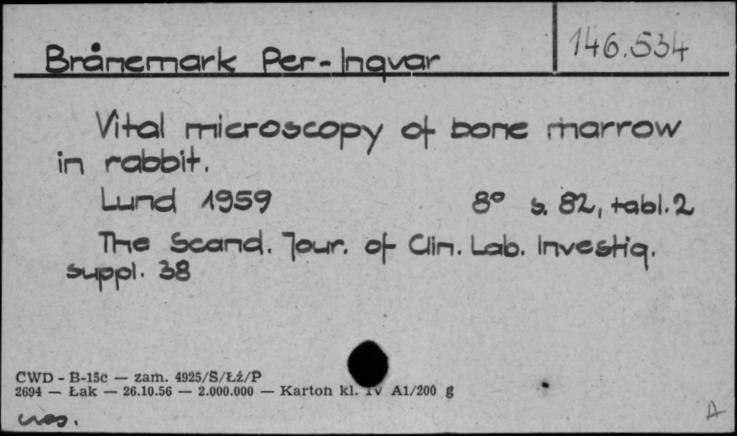 Brånemark Per-Ingvar
146.534
Vital microscopy of bone marrow
in rabbit.
Lund 1959 8° s. 82, tabl. 2
The Scand. Jour. of Clin. Lab. Investig.
suppl. 38
CWD - B-15c — zam. 4925/S/Łź/P
2694 — Łak — 26.10.56 — 2.000.000 — Karton kl. IV A1/200 g
A